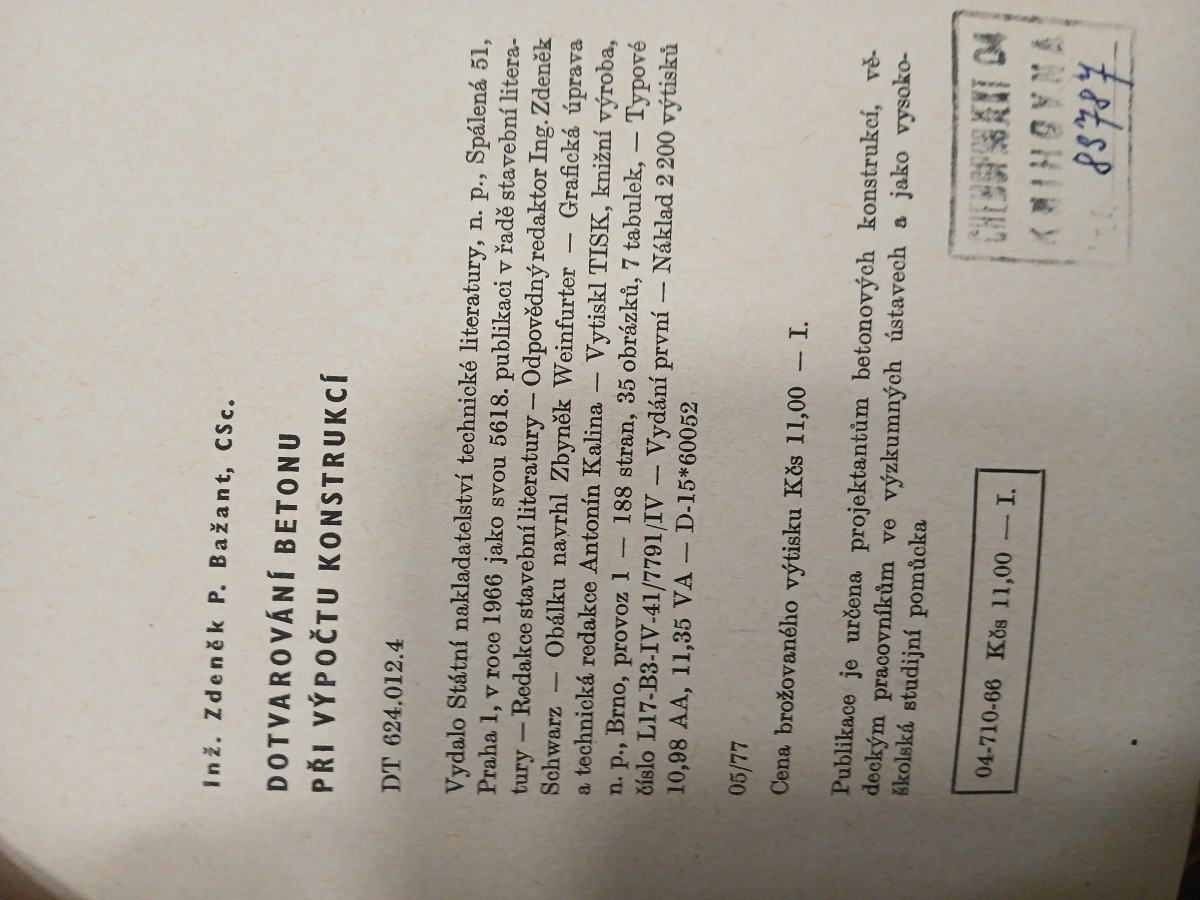 Inž. Zdeněk P. Bažant, CSc.
DOTVAROVÁNÍ BETONU
PŘI VÝPOČTU KONSTRUKCÍ
DT 624.012.4
Vydalo Státní nakladatelství technické literatury, n. p., Spálená 51,
Praha 1, v roce 1966 jako svou 5618. publikaci v řadě stavební litera-
tury — Redakce stavební literatury — Odpovědný redaktor Ing. Zdeněk
Schwarz — Obálku navrhl Zbyněk Weinfurter — Grafická úprava
a technická redakce Antonín Kalina — Vytiskl TISK, knižní výroba,
n. p., Brno, provoz 1 — 188 stran, 35 obrázků, 7 tabulek, — Typové
číslo L17-B3-IV-41/7791/IV — Vydání první — Náklad 2 200 výtisků
10,98 AA, 11,35 VA — D-15*60052
05/77
Cena brožovaného výtisku Kčs 11,00 — I.
Publikace je určena projektantům betonových konstrukcí, vě-
deckým pracovníkům ve výzkumných ústavech a jako vysoko-
školská studijní pomůcka
04-710-66 Kčs 11,00 — I.
KNIHOVNA
83787